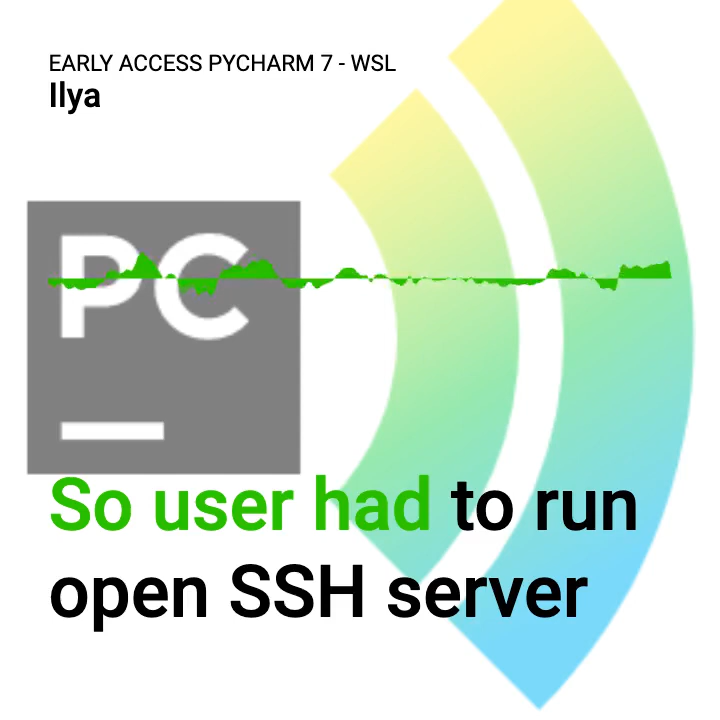 EARLY ACCESS PYCHARM 7 - WSL
Ilya
PC
So user had to run
open SSH server